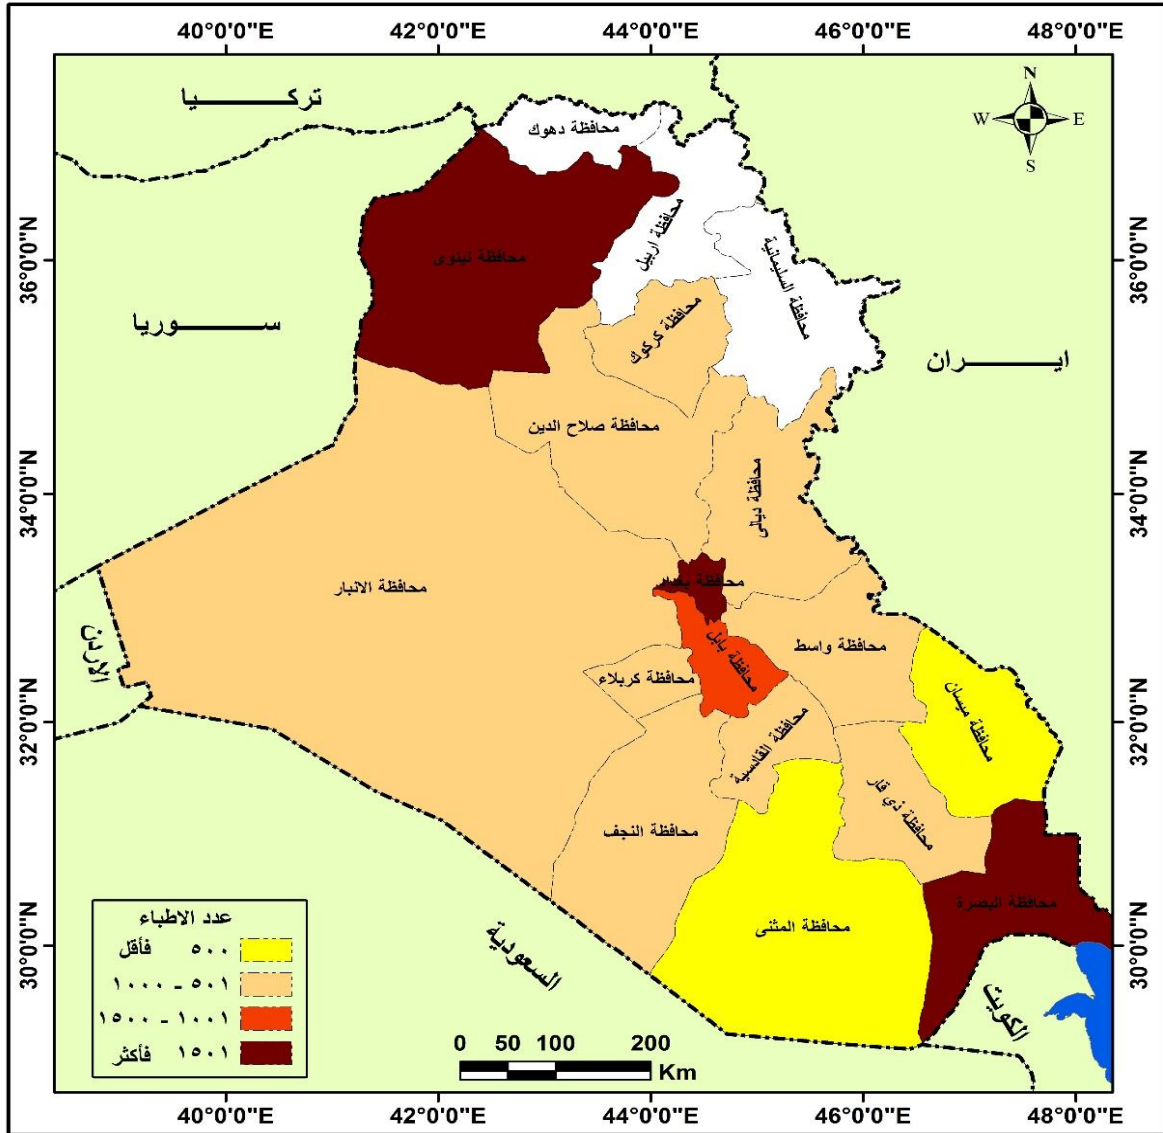 40°0'0"E
42°0'0"E
44°0'0"E
46°0'0"E
48°0'0"E
N
W
E
S
تركـــــــيا
ســـــــوريا
ايـــــــران
الاردن
السعودية
الكويت
محافظة دهوك
محافظة نينوى
محافظة اربيل
محافظة السليمانية
محافظة كركوك
محافظة صلاح الدين
محافظة ديالى
محافظة الانبار
محافظة بغداد
محافظة بابل
محافظة كربلاء
محافظة واسط
محافظة القادسية
محافظة ميسان
محافظة ذي قار
محافظة النجف
محافظة المثنى
محافظة البصرة
36°0'0"N
34°0'0"N
32°0'0"N
30°0'0"N
36°0'0"N
34°0'0"N
32°0'0"N
30°0'0"N
عدد الاطباء
٥٠٠ فأقل
٥٠١ - ١٠٠٠
١٠٠١ - ١٥٠٠
١٥٠١ فأكثر
0 50 100 200
Km
40°0'0"E
42°0'0"E
44°0'0"E
46°0'0"E
48°0'0"E